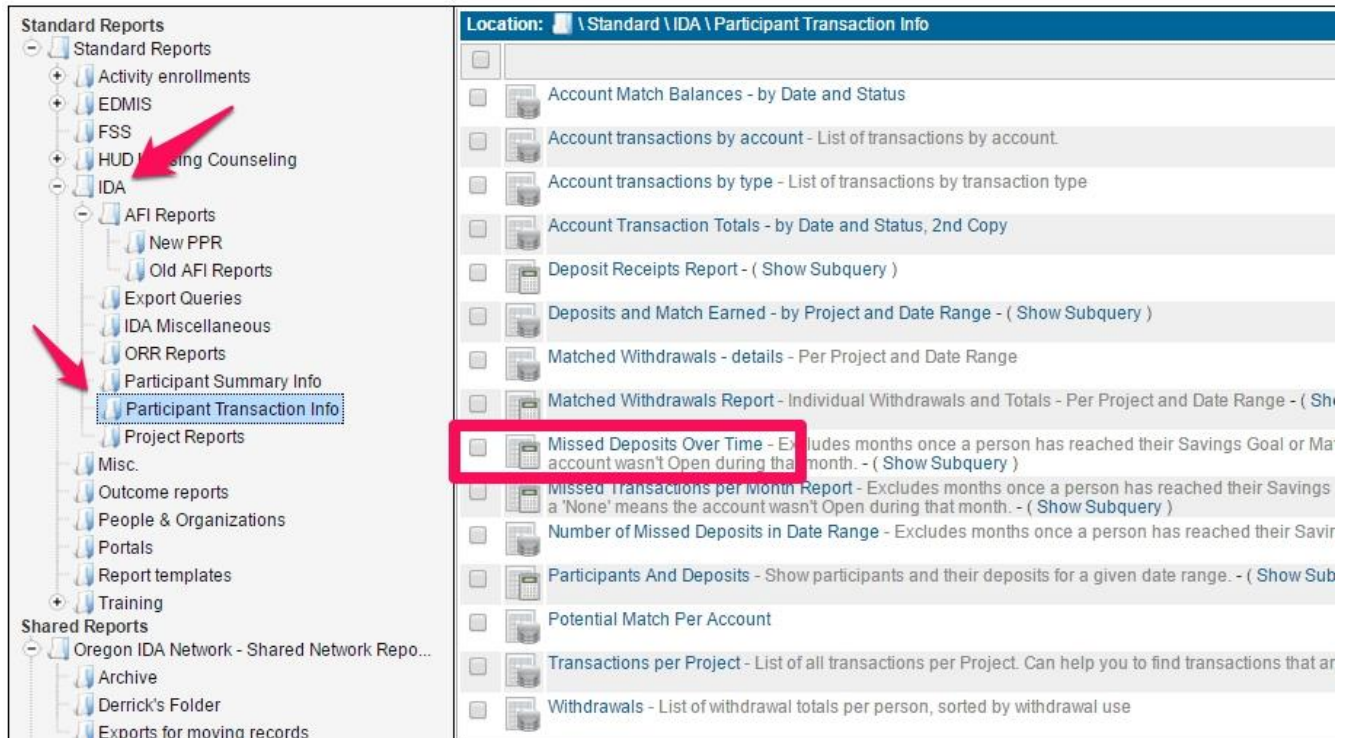 Standard Reports
Standard Reports
Activity enrollments
EDMIS
FSS
HUD sing Counseling
IDA
AFI Reports
New PPR
Old AFI Reports
Export Queries
IDA Miscellaneous
ORR Reports
Participant Summary Info
Participant Transaction Info
Project Reports
Misc.
Outcome reports
People & Organizations
Portals
Report templates
Training
Shared Reports
Oregon IDA Network - Shared Network Repo...
Archive
Derrick's Folder
Exports for moving records
Location: \ Standard \ IDA \ Participant Transaction Info
Account Match Balances - by Date and Status
Account transactions by account - List of transactions by account.
Account transactions by type - List of transactions by transaction type
Account Transaction Totals - by Date and Status, 2nd Copy
Deposit Receipts Report - ( Show Subquery )
Deposits and Match Earned - by Project and Date Range - ( Show Subquery )
Matched Withdrawals - details - Per Project and Date Range
Matched Withdrawals Report - Individual Withdrawals and Totals - Per Project and Date Range - ( Sh
Missed Deposits Over Time - Ex ludes months once a person has reached their Savings Goal or Ma
account wasn't Open during tha month. - ( Show Subquery )
Missed Transactions per Month Report - Excludes months once a person has reached their Savings
a 'None' means the account wasn't Open during that month. - ( Show Subquery )
Number of Missed Deposits in Date Range - Excludes months once a person has reached their Savin
Participants And Deposits - Show participants and their deposits for a given date range. - ( Show Sub
Potential Match Per Account
Transactions per Project - List of all transactions per Project. Can help you to find transactions that ar
Withdrawals - List of withdrawal totals per person, sorted by withdrawal use